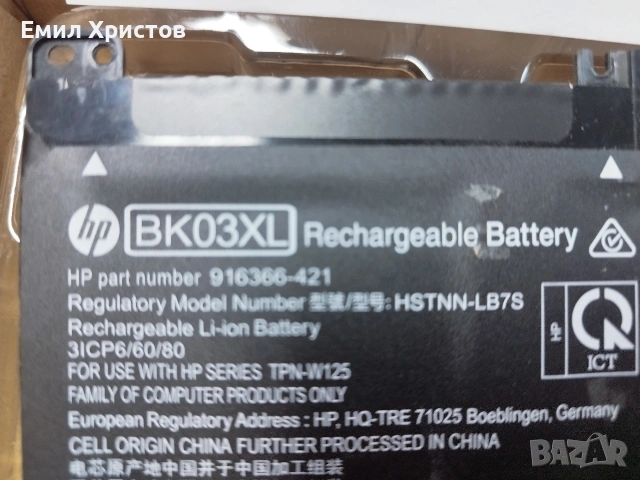 Емил Христов
hp BK03XL Rechargeable Battery
HP part number 916366-421
Regulatory Model Number 型號/型号: HSTNN-LB7S
Rechargeable Li-ion Battery
3ICP6/60/80
FOR USE WITH HP SERIES TPN-W125
FAMILY OF COMPUTER PRODUCTS ONLY
HP
ICT
European Regulatory Address : HP, HQ-TRE 71025 Boeblingen, Germany
CELL ORIGIN CHINA FURTHER PROCESSED IN CHINA
电芯原产地中国并于中国加工组装
BAZAR